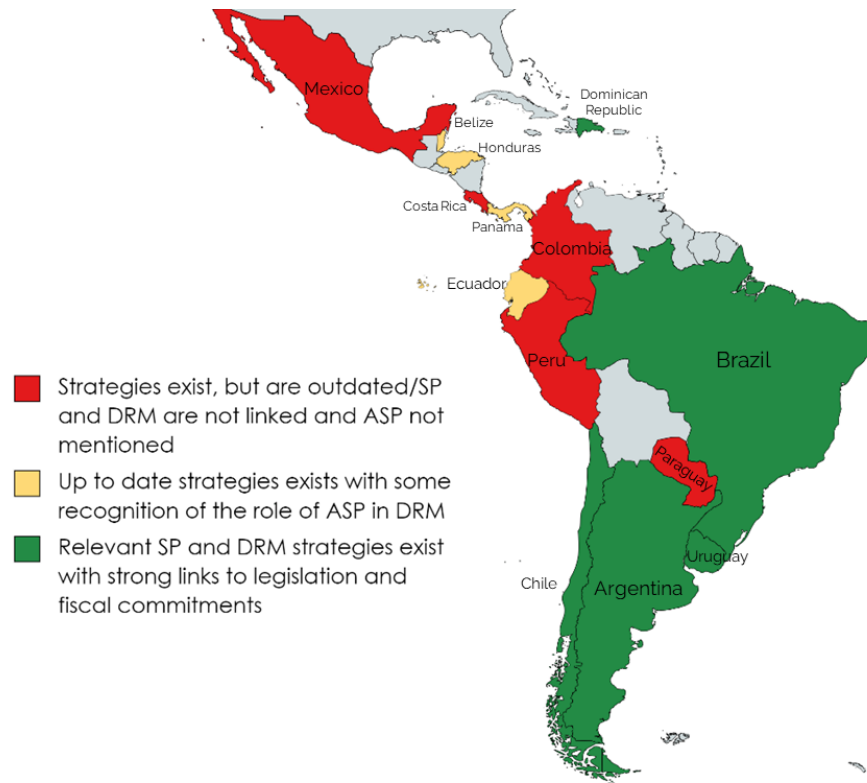 Mexico
Dominican
Republic
Belize
Honduras
Costa Rica
Panama
Colombia
Ecuador
Peru
Brazil
Strategies exist, but are outdated/SP
and DRM are not linked and ASP not
mentioned
Up to date strategies exists with some
recognition of the role of ASP in DRM
Relevant SP and DRM strategies exist
with strong links to legislation and
fiscal commitments
Paraguay
Uruguay
Chile
Argentina